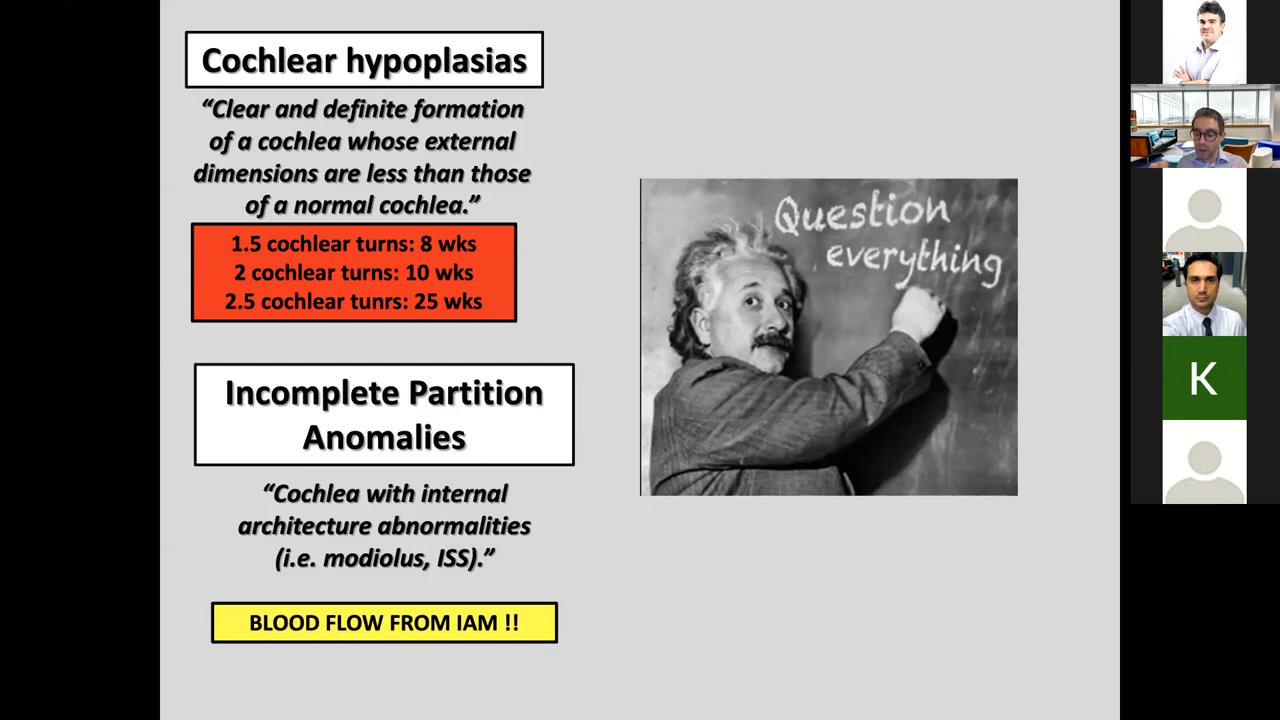 Cochlear hypoplasias
“Clear and definite formation
of a cochlea whose external
dimensions are less than those
of a normal cochlea.”
1.5 cochlear turns: 8 wks
2 cochlear turns: 10 wks
2.5 cochlear tunrs: 25 wks
Incomplete Partition
Anomalies
“Cochlea with internal
architecture abnormalities
(i.e. modiolus, ISS).”
BLOOD FLOW FROM IAM !!
Question
everything
K